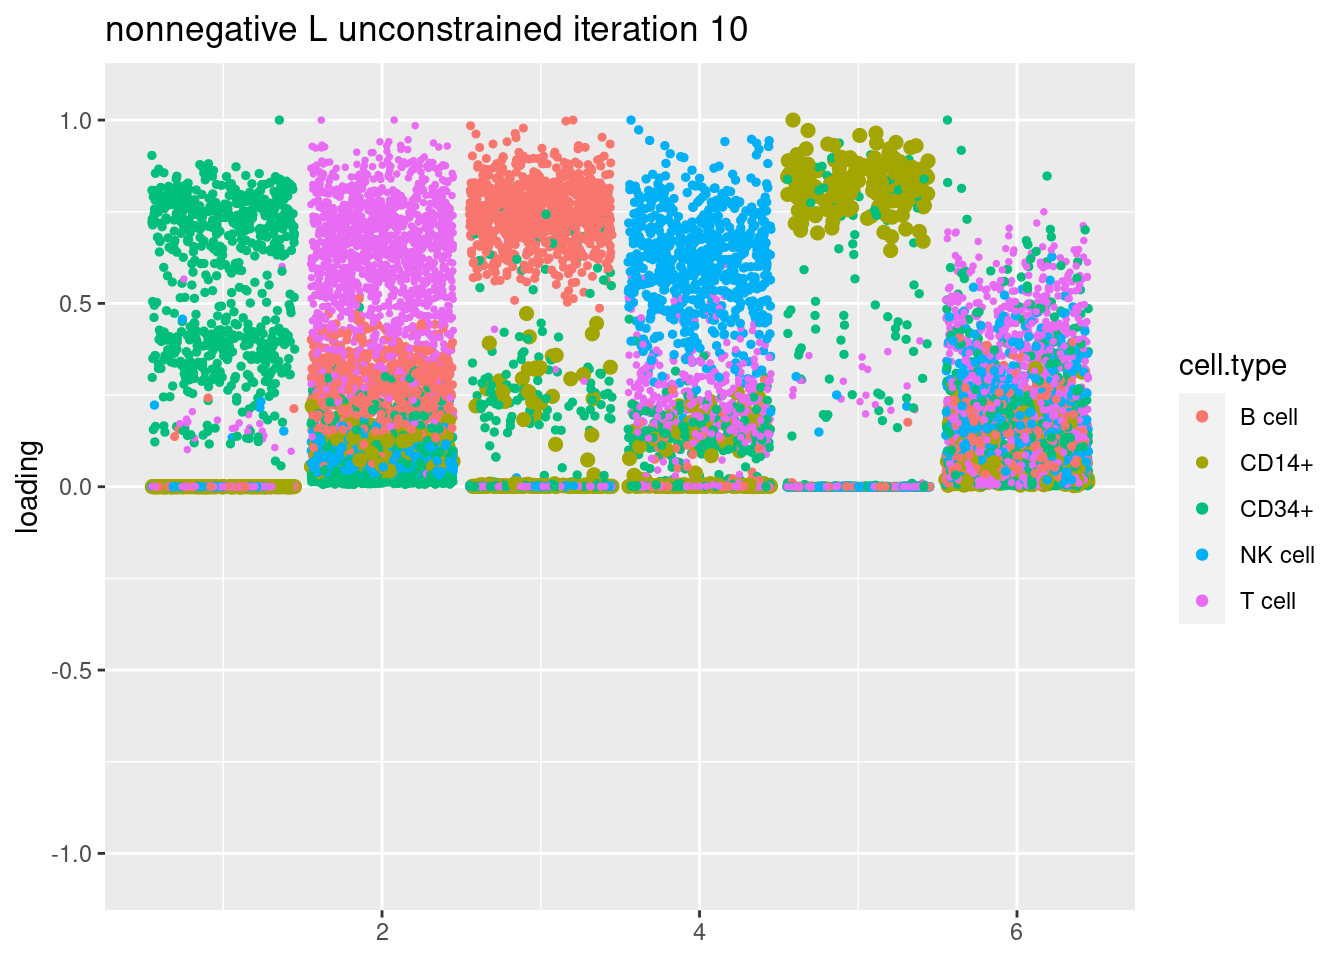 nonnegative L unconstrained iteration 10
1.0
0.5
0.0
-0.5
-1.0
loading
2
4
6
cell.type
B cell
CD14+
CD34+
NK cell
T cell